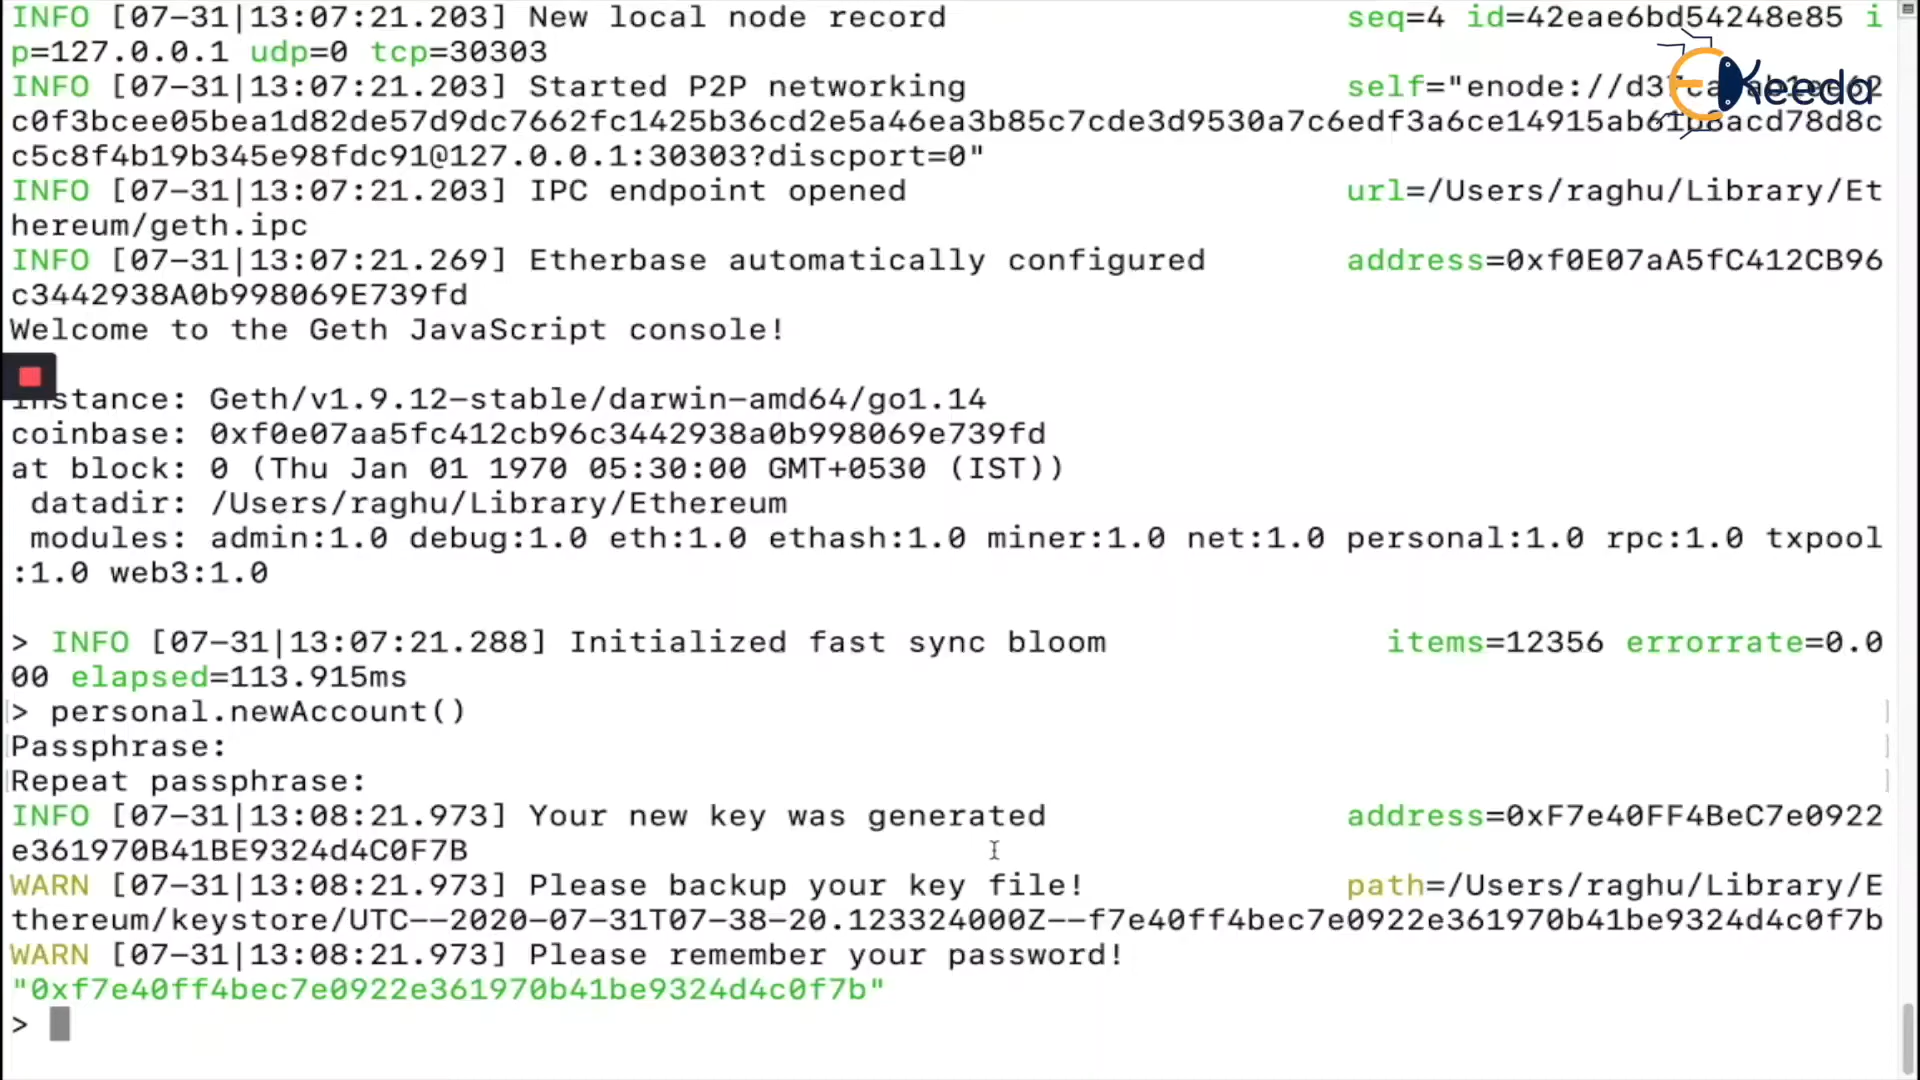 INFO [07-31|13:07:21.203] New local node record seq=4 id=42eae6bd54248e85 i
p=127.0.0.1 udp=0 tcp=30303
INFO [07-31|13:07:21.203] Started P2P networking self="enode://d37
Keeda
c0f3bcee05bea1d82de57d9dc7662fc1425b36cd2e5a46ea3b85c7cde3d9530a7c6edf3a6ce14915ab61b8acd78d8c
c5c8f4b19b345e98fdc91@127.0.0.1:30303?discport=0"
INFO [07-31|13:07:21.203] IPC endpoint opened url=/Users/raghu/Library/Et
hereum/geth.ipc
INFO [07-31|13:07:21.269] Etherbase automatically configured address=0xf0E07aA5fC412CB96
c3442938A0b998069E739fd
Welcome to the Geth JavaScript console!
instance: Geth/v1.9.12-stable/darwin-amd64/go1.14
coinbase: 0xf0e07aa5fc412cb96c3442938a0b998069e739fd
at block: 0 (Thu Jan 01 1970 05:30:00 GMT+0530 (IST))
datadir: /Users/raghu/Library/Ethereum
modules: admin:1.0 debug:1.0 eth:1.0 ethash:1.0 miner:1.0 net:1.0 personal:1.0 rpc:1.0 txpool
:1.0 web3:1.0
> INFO [07-31|13:07:21.288] Initialized fast sync bloom items=12356 errorrate=0.0
00 elapsed=113.915ms
> personal.newAccount()
Passphrase:
Repeat passphrase:
INFO [07-31|13:08:21.973] Your new key was generated address=0xF7e40FF4BeC7e0922
e361970B41BE9324d4C0F7B
WARN [07-31|13:08:21.973] Please backup your key file! path=/Users/raghu/Library/E
thereum/keystore/UTC--2020-07-31T07-38-20.123324000Z--f7e40ff4bec7e0922e361970b41be9324d4c0f7b
WARN [07-31|13:08:21.973] Please remember your password!
"0xf7e40ff4bec7e0922e361970b41be9324d4c0f7b"
>